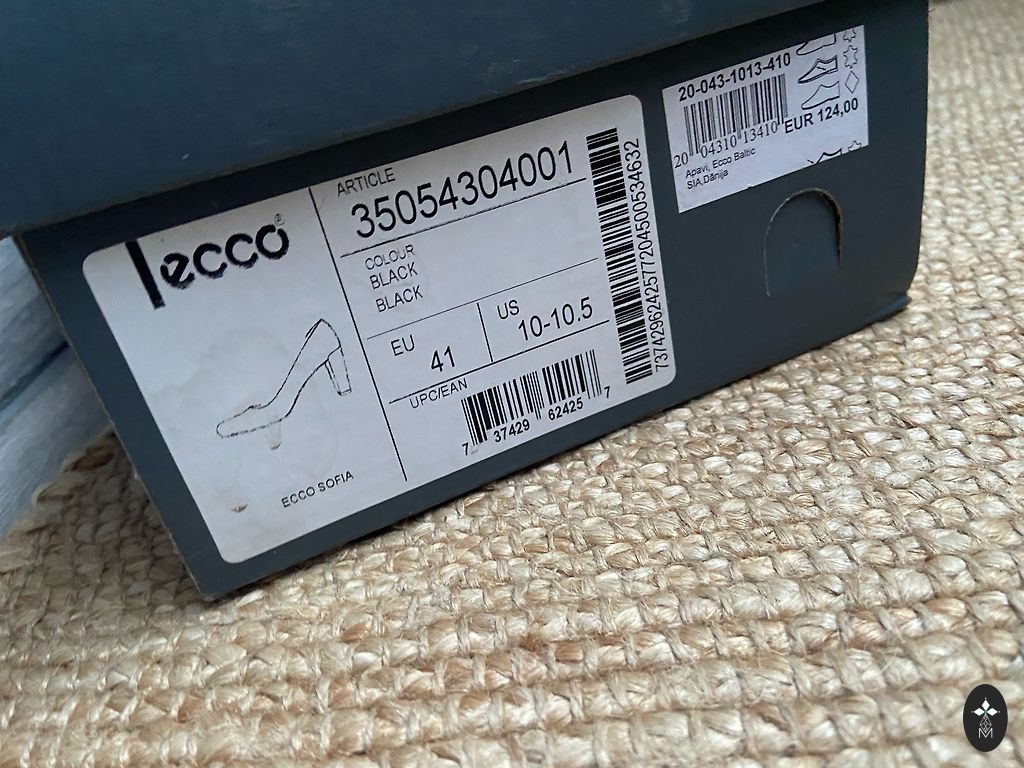 ecco®
ARTICLE
35054304001
COLOUR
BLACK
BLACK
EU
41
US
10-10.5
UPC/EAN
7 37429 62425 7
737429624257720450053463​2
ECCO SOFIA
20-043-1013-410
20 04310 13410
EUR 124,00
Apavi, Ecco Baltic
SIA,Dānija
M